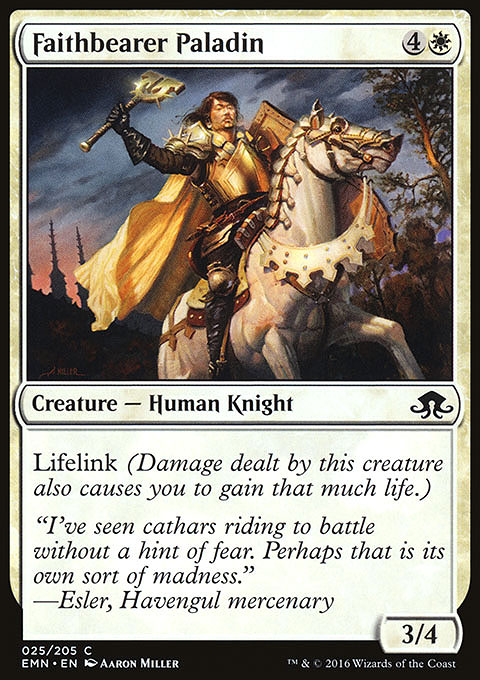 Faithbearer Paladin 4
A. MILLER
Creature — Human Knight
Lifelink (Damage dealt by this creature
also causes you to gain that much life.)
“I’ve seen cathars riding to battle
without a hint of fear. Perhaps that is its
own sort of madness.”
—Esler, Havengul mercenary
3/4
025/205 C
EMN • EN Aaron Miller
™ & © 2016 Wizards of the Coast